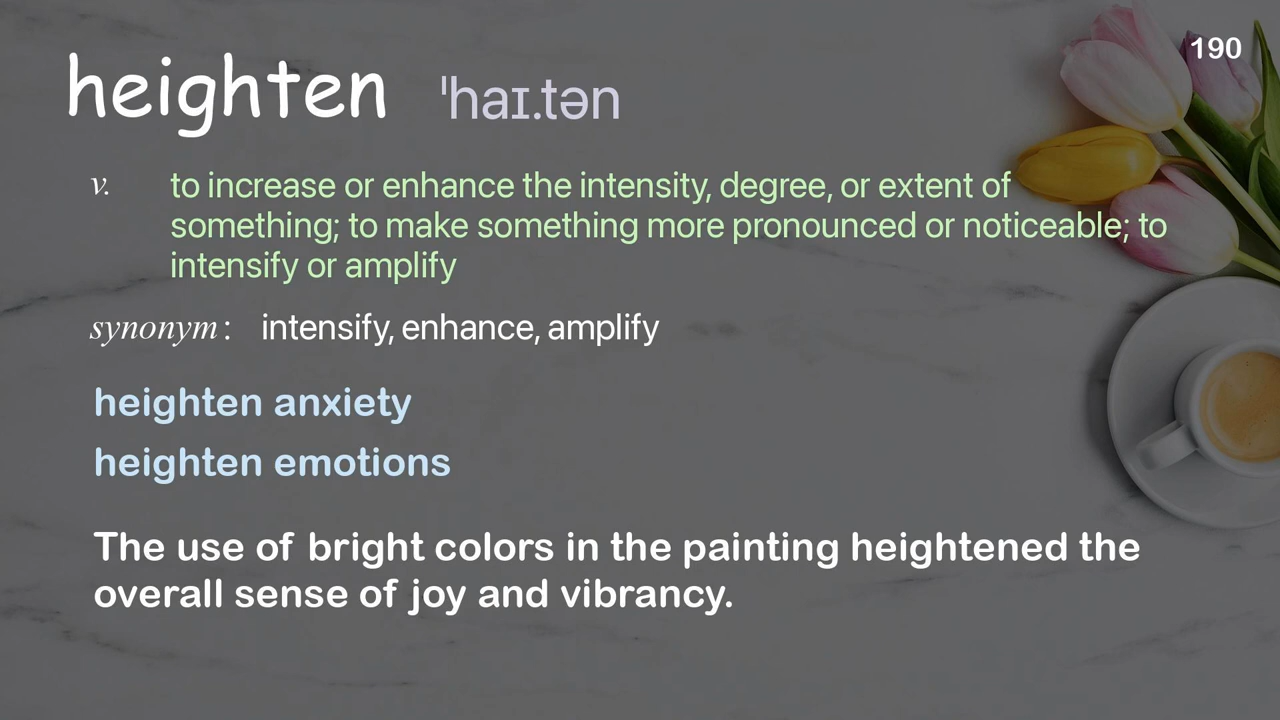 190
heighten ˈhaɪ.tən
v. to increase or enhance the intensity, degree, or extent of
something; to make something more pronounced or noticeable; to
intensify or amplify
synonym: intensify, enhance, amplify
heighten anxiety
heighten emotions
The use of bright colors in the painting heightened the
overall sense of joy and vibrancy.